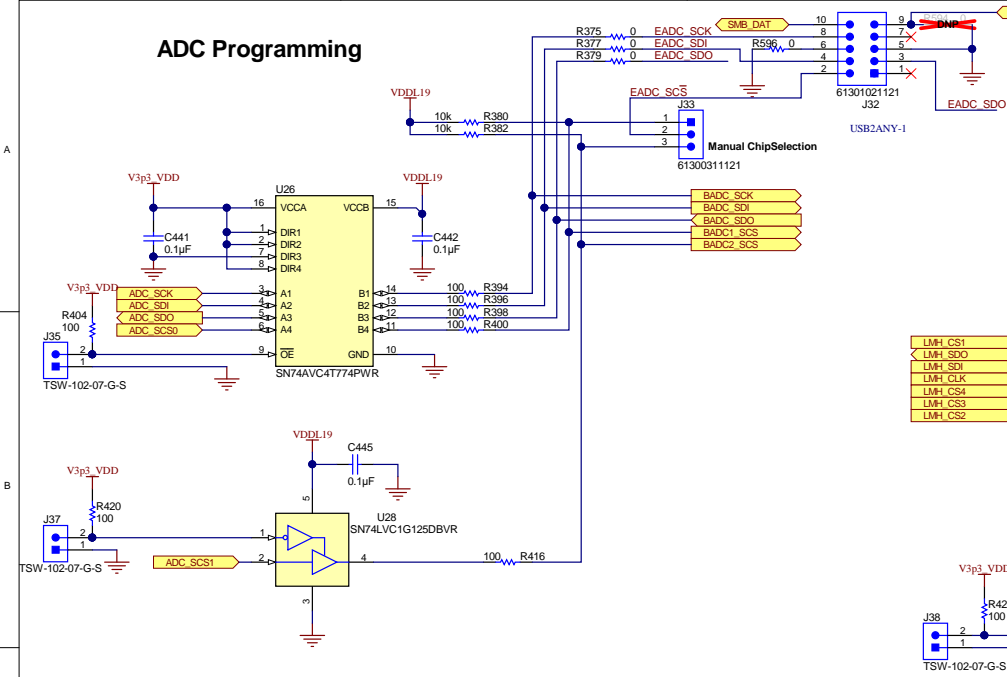 ADC Programming
R375 0 EADC_SCK
R377 0 EADC_SDI
R379 0 EADC_SDO
SMB_DAT
R596 0
10 9
8 7
6 5
4 3
2 1
DNP
61301021121
J32
USB2ANY-1
EADC_SDO
EADC_SCS
J33
1
2
3
Manual ChipSelection
61300311121
VDDL19
10k R380
10k R382
A
V3p3_VDD
C441
0.1µF
U26
16 VCCA VCCB 15
1 DIR1
2 DIR2
7 DIR3
8 DIR4
3 A1 B1 14
4 A2 B2 13
5 A3 B3 12
6 A4 B4 11
9 OE GND 10
SN74AVC4T774PWR
VDDL19
C442
0.1µF
BADC_SCK
BADC_SDI
BADC_SDO
BADC1_SCS
BADC2_SCS
V3p3_VDD
ADC_SCK
ADC_SDI
ADC_SDO
ADC_SCS0
R404
100
J35
2
1
TSW-102-07-G-S
100 R394
100 R396
100 R398
100 R400
LMH_CS1
LMH_SDO
LMH_SDI
LMH_CLK
LMH_CS4
LMH_CS3
LMH_CS2
B
VDDL19
C445
0.1µF
V3p3_VDD
R420
100
J37
2
1
TSW-102-07-G-S
ADC_SCS1
U28
SN74LVC1G125DBVR
5
1
2
4
3
100 R416
V3p3_VDD
R42
100
J38
2
1
TSW-102-07-G-S